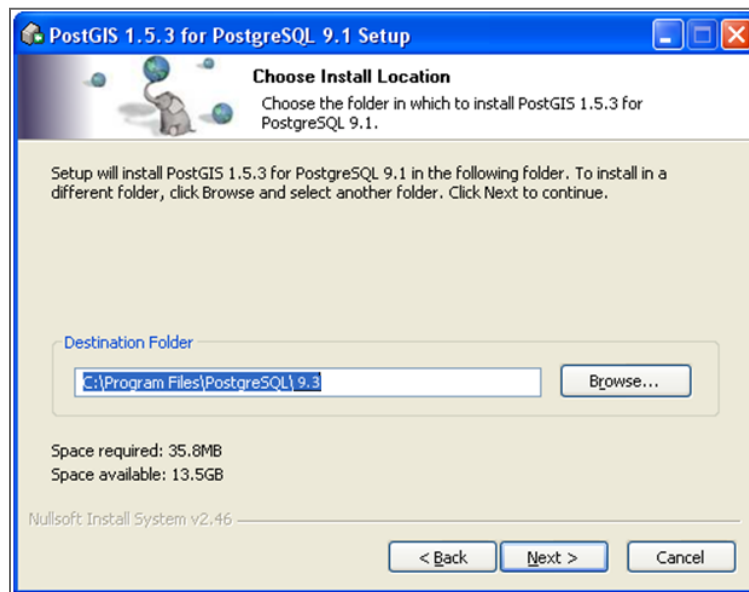 PostGIS 1.5.3 for PostgreSQL 9.1 Setup
Choose Install Location
Choose the folder in which to install PostGIS 1.5.3 for
PostgreSQL 9.1.
Setup will install PostGIS 1.5.3 for PostgreSQL 9.1 in the following folder. To install in a
different folder, click Browse and select another folder. Click Next to continue.
Destination Folder
C:\Program Files\PostgreSQL\ 9.3
Browse...
Space required: 35.8MB
Space available: 13.5GB
Nullsoft Install System v2.46
< Back
Next >
Cancel